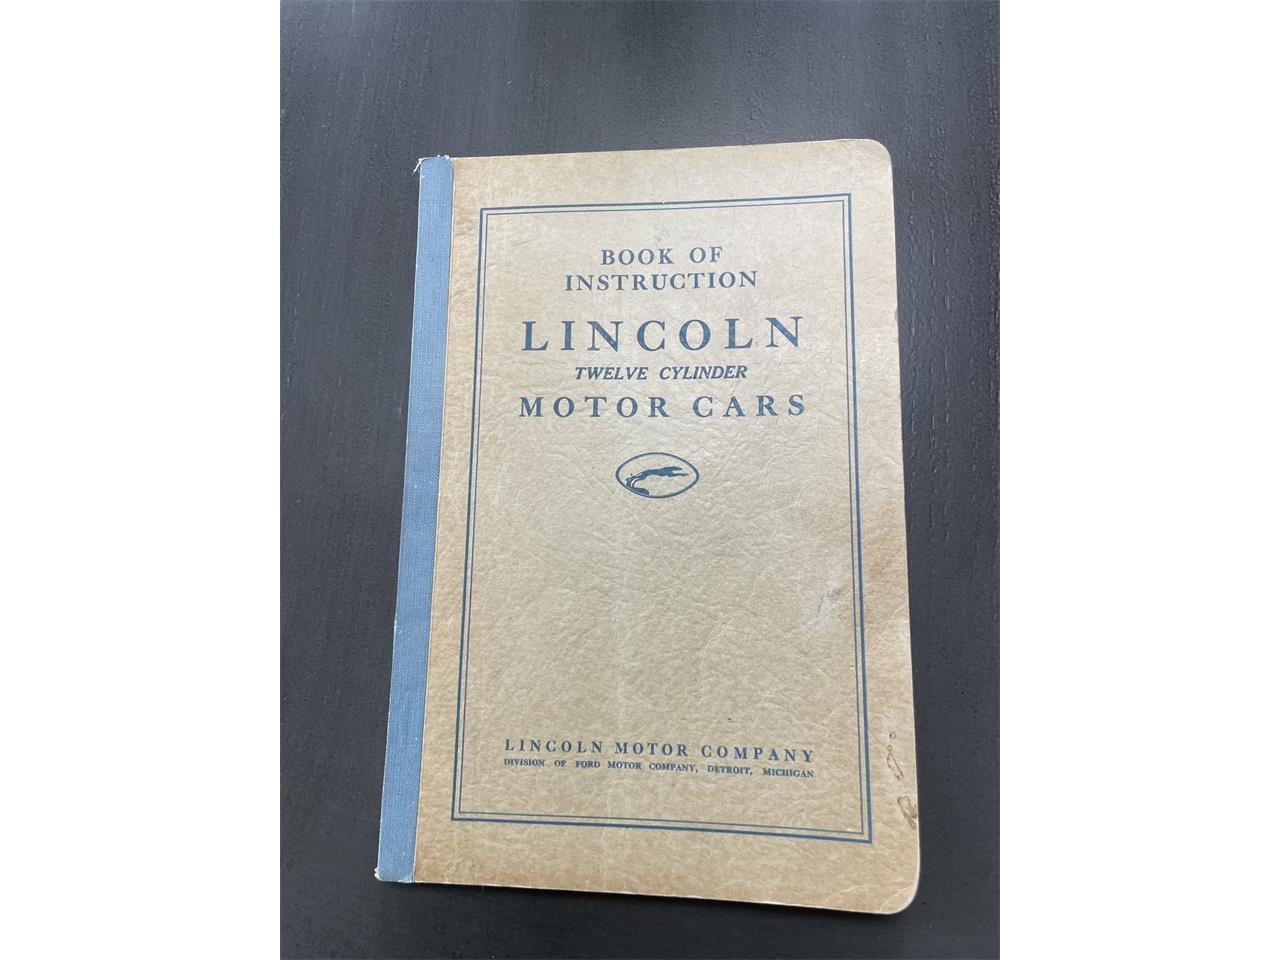 BOOK OF
INSTRUCTION
LINCOLN
TWELVE CYLINDER
MOTOR CARS
LINCOLN MOTOR COMPANY
DIVISION OF FORD MOTOR COMPANY, DETROIT, MICHIGAN